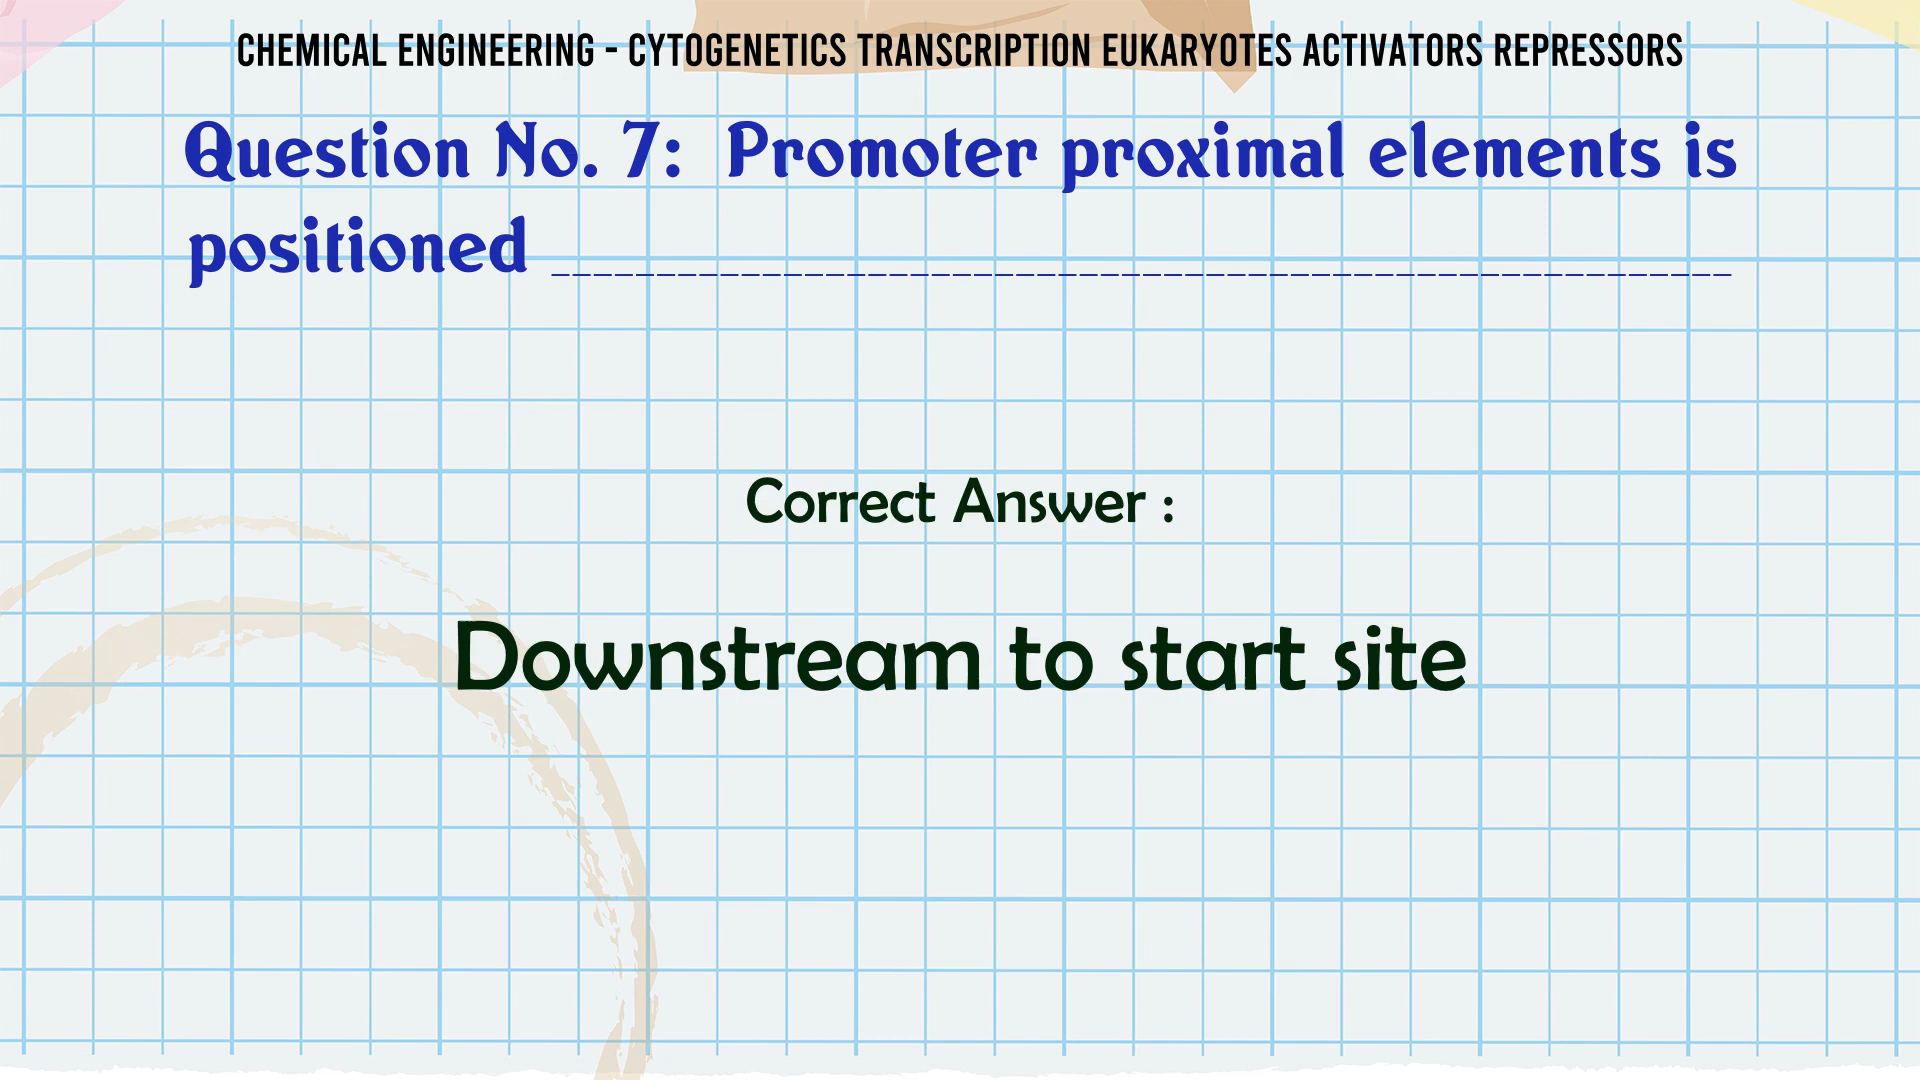 CHEMICAL ENGINEERING - CYTOGENETICS TRANSCRIPTION EUKARYOTES ACTIVATORS REPRESSORS
Question No. 7: Promoter proximal elements is
positioned ________________________________________________________
Correct Answer :
Downstream to start site